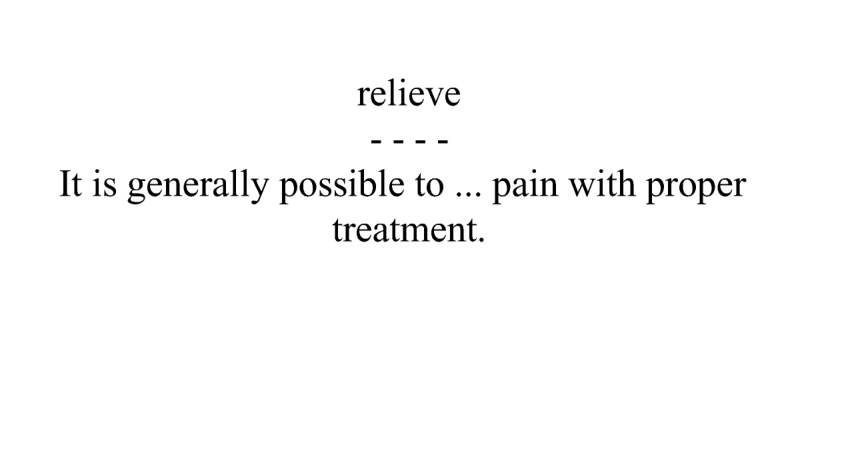 relieve
- - - -
It is generally possible to ... pain with proper
treatment.